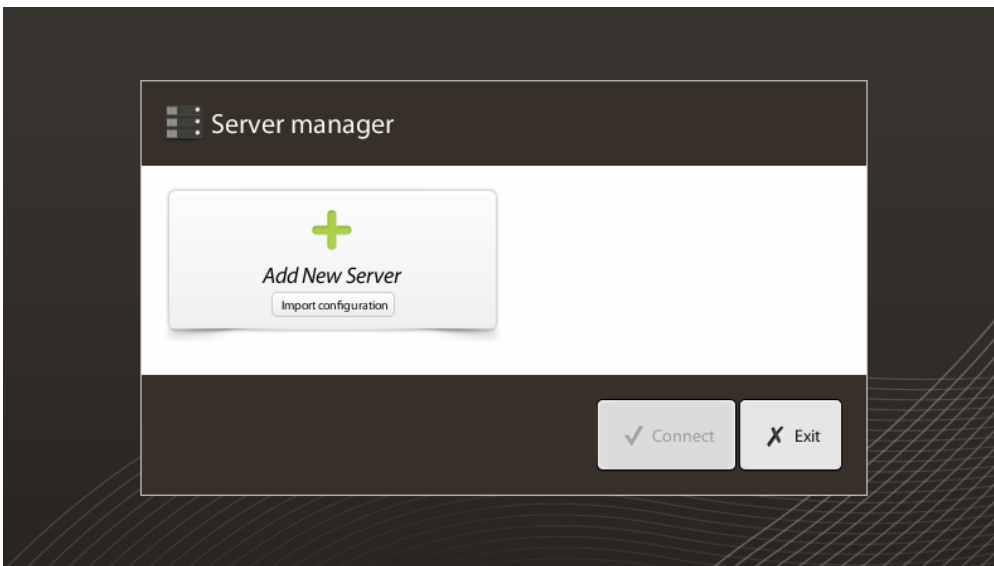 Server manager
Add New Server
Import configuration
Connect
Exit